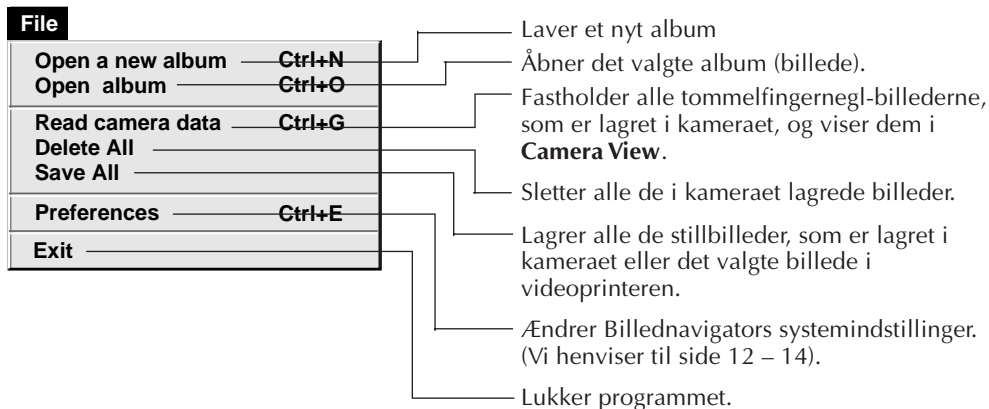 File
Open a new album Ctrl+N
Open album Ctrl+O
Read camera data Ctrl+G
Delete All
Save All
Preferences Ctrl+E
Exit
Laver et nyt album
Åbner det valgte album (billede).
Fastholder alle tommelfingernegl-billederne,
som er lagret i kameraet, og viser dem i
Camera View.
Sletter alle de i kameraet lagrede billeder.
Lagrer alle de stillbilleder, som er lagret i
kameraet eller det valgte billede i
videoprinteren.
Ændrer Billednavigators systemindstillinger.
(Vi henviser til side 12 – 14).
Lukker programmet.